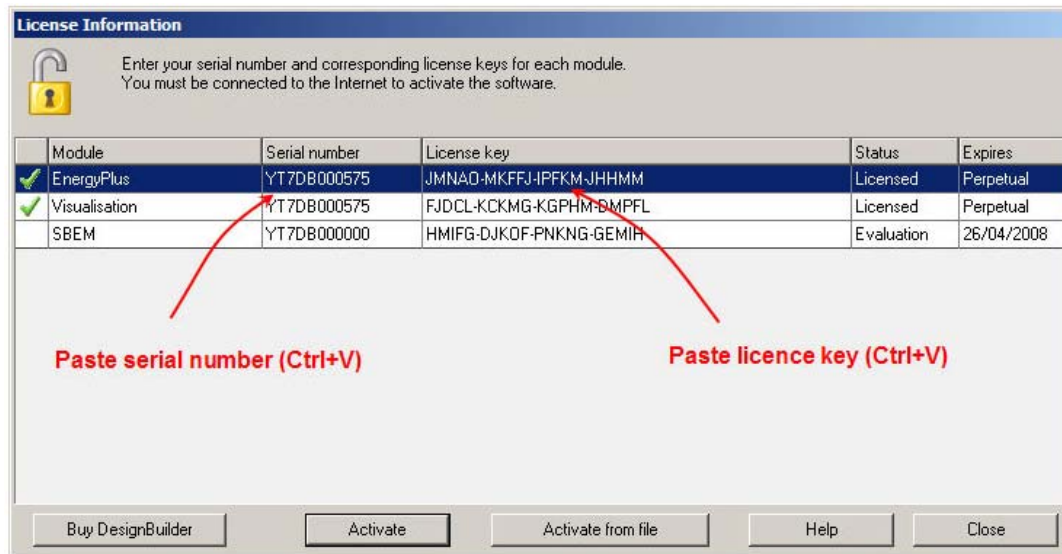 License Information
Enter your serial number and corresponding license keys for each module.
You must be connected to the Internet to activate the software.
Module Serial number License key Status Expires
EnergyPlus YT7DB000575 JMNAO-MKFFJ-IPFKM-JHHMM Licensed Perpetual
Visualisation YT7DB000575 FJDCL-KCKMG-KGPHM-DMPFL Licensed Perpetual
SBEM YT7DB000000 HMIFG-DJKOF-PNKNG-GEMIH Evaluation 26/04/2008
Paste serial number (Ctrl+V) Paste licence key (Ctrl+V)
Buy DesignBuilder Activate Activate from file Help Close